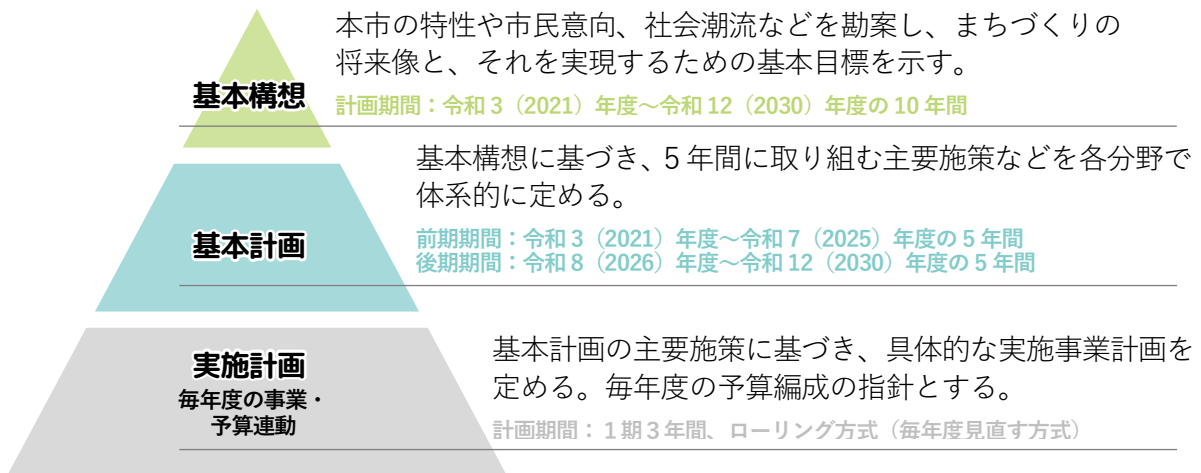 本市の特性や市民意向、社会潮流などを勘案し、まちづくりの
将来像と、それを実現するための基本目標を示す。
基本構想
計画期間：令和3（2021）年度～令和12（2030）年度の10年間
基本構想に基づき、5年間に取り組む主要施策などを各分野で
体系的に定める。
基本計画
前期期間：令和3（2021）年度～令和7（2025）年度の5年間
後期期間：令和8（2026）年度～令和12（2030）年度の5年間
実施計画
毎年度の事業・
予算連動
基本計画の主要施策に基づき、具体的な実施事業計画を
定める。毎年度の予算編成の指針とする。
計画期間：1期3年間、ローリング方式（毎年度見直す方式）